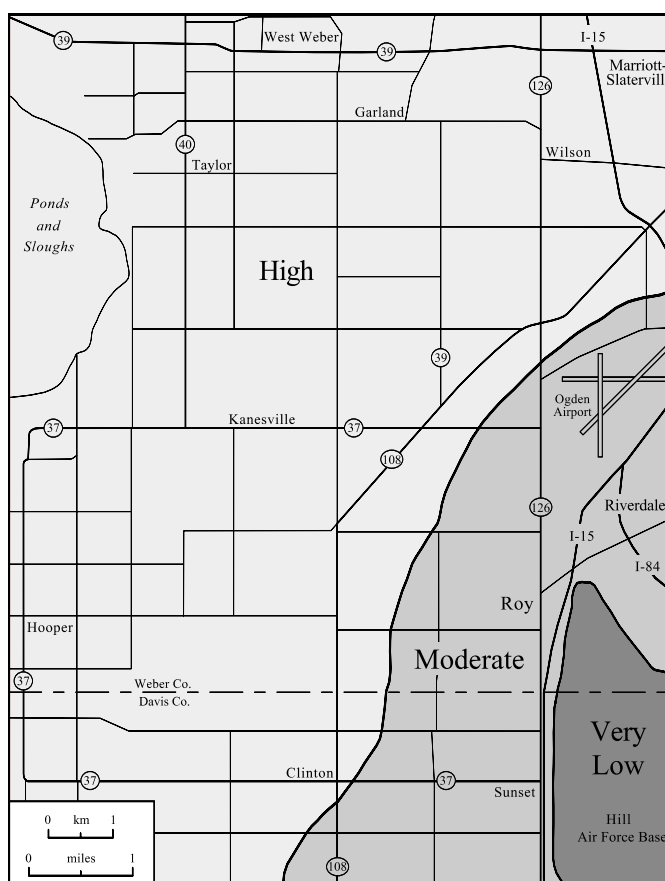 39
West Weber
39
I-15
Marriott-
Slatervill
126
Garland
40
Taylor
Wilson
Ponds
and
Sloughs
High
39
Ogden
Airport
37
Kanesville
37
108
126
Riverdale
I-15
I-84
Roy
Hooper
Moderate
37
Weber Co.
Davis Co.
Very
Low
Clinton
37
37
Sunset
Hill
Air Force Base
0 km 1
0 miles 1
108